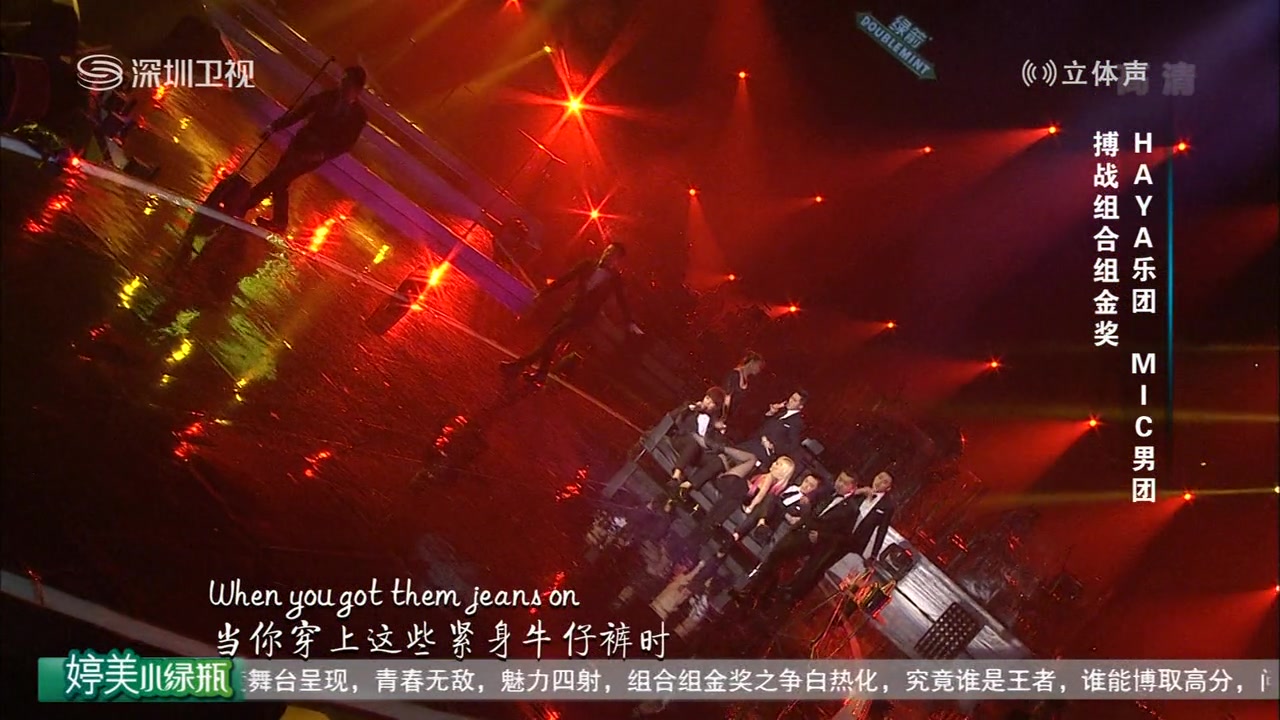 深圳卫视
绿箭
DOUBLEMINT
立体声
高清
HAYA乐团 MIC男团
搏战组合组金奖
When you got them jeans on
当你穿上这些紧身牛仔裤时
婷美小绿瓶
舞台呈现，青春无敌，魅力四射，组合组金奖之争白热化，究竟谁是王者，谁能博取高分，